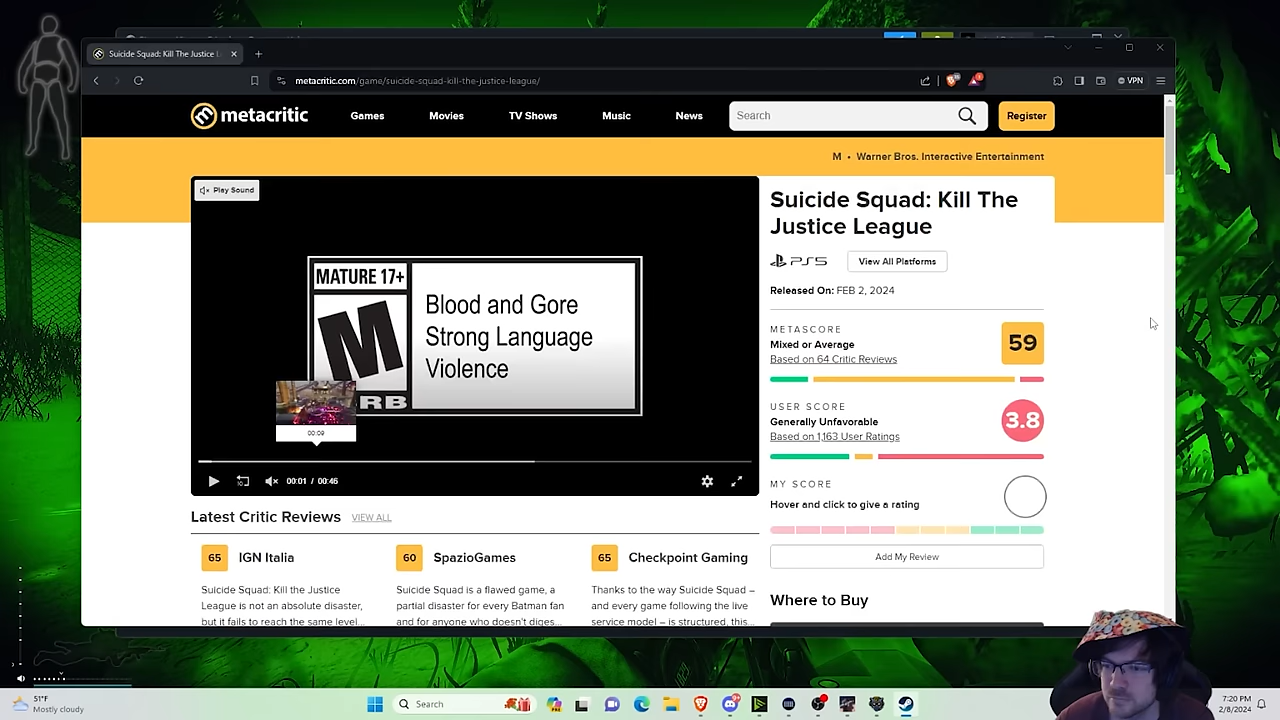 Suicide Squad: Kill The J
metacritic.com/game/suicide-squad-kill-the-justice-league/
VPN
metacritic
Games
Movies
TV Shows
Music
News
Search
Register
M • Warner Bros. Interactive Entertainment
Play Sound
MATURE 17+
M
RB
Blood and Gore
Strong Language
Violence
00:09
00:01 / 00:46
Suicide Squad: Kill The
Justice League
PS5
View All Platforms
Released On: FEB 2, 2024
METASCORE
Mixed or Average
Based on 64 Critic Reviews
59
USER SCORE
Generally Unfavorable
Based on 1,163 User Ratings
3.8
MY SCORE
Hover and click to give a rating
Add My Review
Where to Buy
Latest Critic Reviews
VIEW ALL
65 IGN Italia
Suicide Squad: Kill the Justice
League is not an absolute disaster,
but it fails to reach the same level...
60 SpazioGames
Suicide Squad is a flawed game, a
partial disaster for every Batman fan
and for anyone who doesn't diges...
65 Checkpoint Gaming
Thanks to the way Suicide Squad –
and every game following the live
service model – is structured, this...
51°F
Mostly cloudy
Search
7:20 PM
2/8/2024